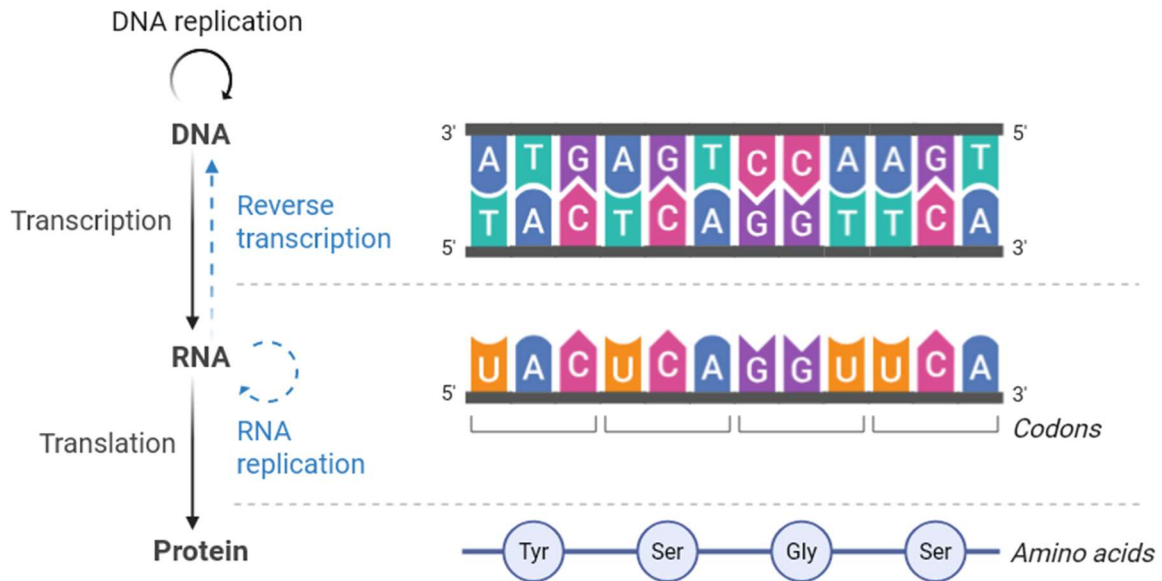 DNA replication
DNA
3' A T G A G T C C A A G T 5'
Transcription
Reverse
transcription
5' T A C T C A G G T T C A 3'
RNA
5' U A C U C A G G U U C A 3'
Codons
Translation
RNA
replication
Protein
Tyr Ser Gly Ser Amino acids